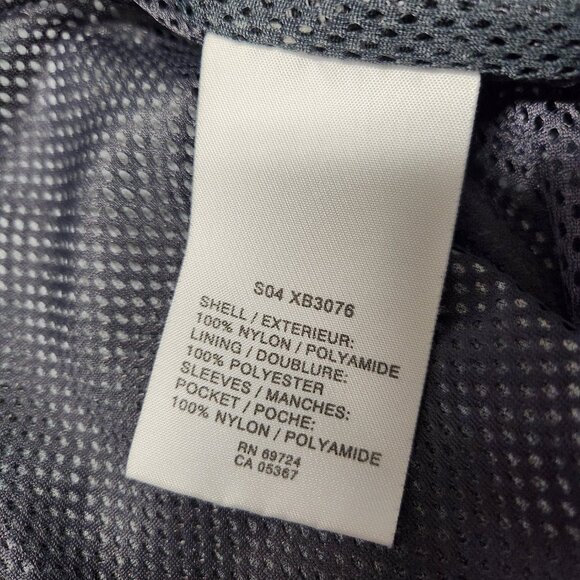 S04 XB3076
SHELL / EXTERIEUR:
100% NYLON / POLYAMIDE
LINING / DOUBLURE:
100% POLYESTER
SLEEVES / MANCHES:
POCKET / POCHE:
100% NYLON / POLYAMIDE
RN 69724
CA 05367